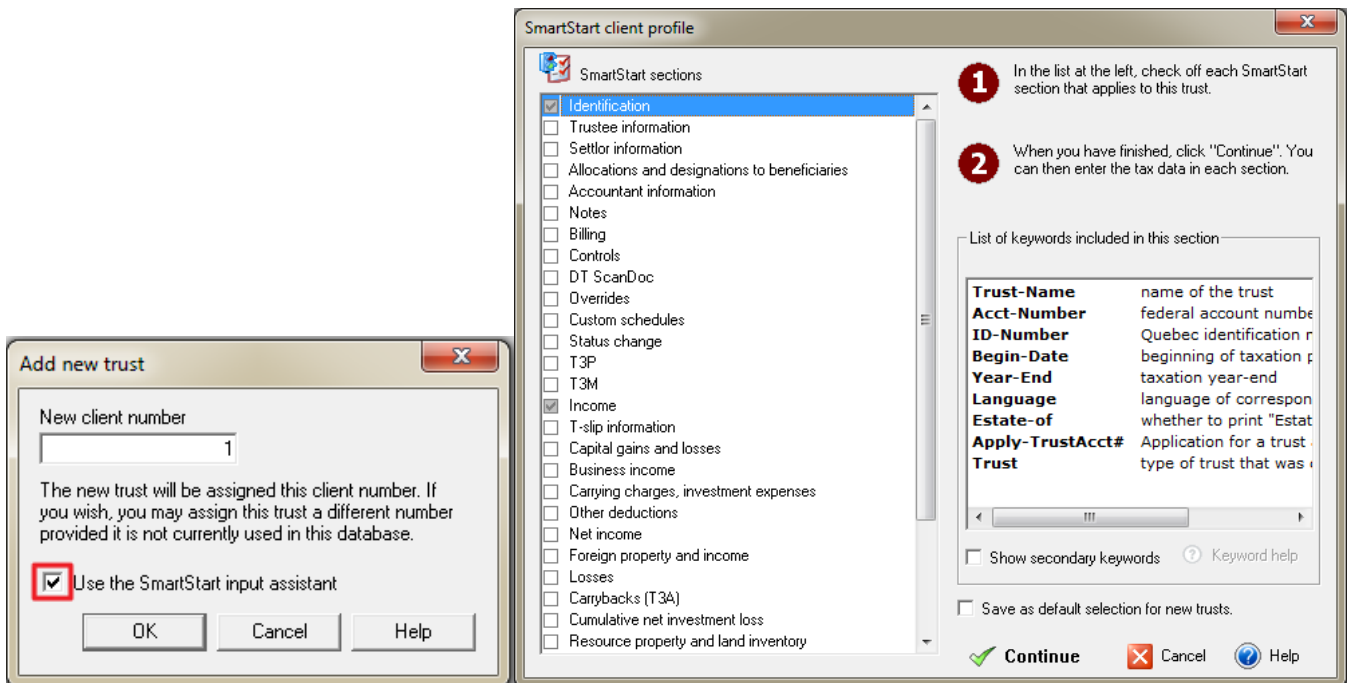 Add new trust
New client number
1
The new trust will be assigned this client number. If
you wish, you may assign this trust a different number
provided it is not currently used in this database.
Use the SmartStart input assistant
OK Cancel Help
SmartStart client profile
SmartStart sections
Identification
Trustee information
Settlor information
Allocations and designations to beneficiaries
Accountant information
Notes
Billing
Controls
DT ScanDoc
Overrides
Custom schedules
Status change
T3P
T3M
Income
T-slip information
Capital gains and losses
Business income
Carrying charges, investment expenses
Other deductions
Net income
Foreign property and income
Losses
Carrybacks (T3A)
Cumulative net investment loss
Resource property and land inventory
1
In the list at the left, check off each SmartStart
section that applies to this trust.
2
When you have finished, click "Continue". You
can then enter the tax data in each section.
List of keywords included in this section
Trust-Name name of the trust
Acct-Number federal account numbe
ID-Number Quebec identification r
Begin-Date beginning of taxation p
Year-End taxation year-end
Language language of correspon
Estate-of whether to print "Estat
Apply-TrustAcct# Application for a trust
Trust type of trust that was
Show secondary keywords ? Keyword help
Save as default selection for new trusts.
Continue Cancel ? Help